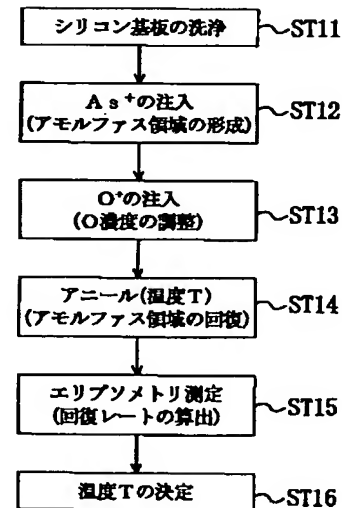 シリコン基板の洗浄
ST11
As⁺の注入
(アモルファス領域の形成)
ST12
O⁺の注入
(O濃度の調整)
ST13
アニール(温度T)
(アモルファス領域の回復)
ST14
エリプソメトリ測定
(回復レートの算出)
ST15
温度Tの決定
ST16